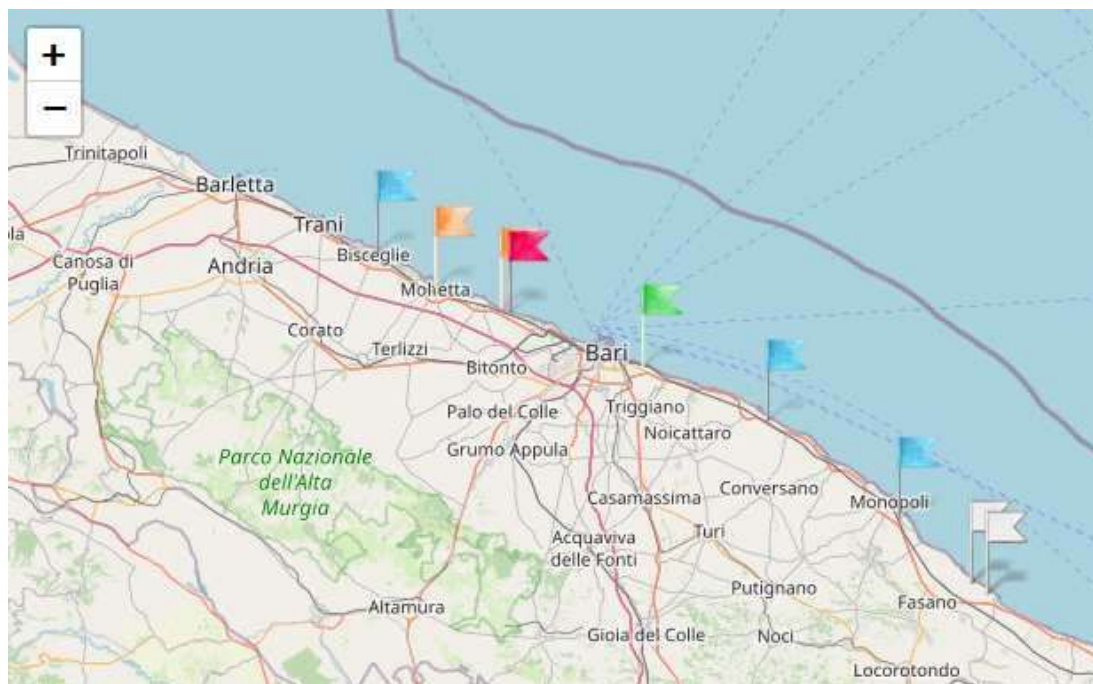 +
−
Trinitapoli
Barletta
Trani
ola
Canosa di
Puglia
Andria
Bisceglie
Molfetta
Corato
Terlizzi
Bitonto
Bari
Palo del Colle
Triggiano
Grumo Appula
Noicattaro
Parco Nazionale
dell'Alta
Murgia
Casamassima
Conversano
Monopoli
Acquaviva
delle Fonti
Turi
Putignano
Fasano
Altamura
Gioia del Colle
Noci
Locorotondo